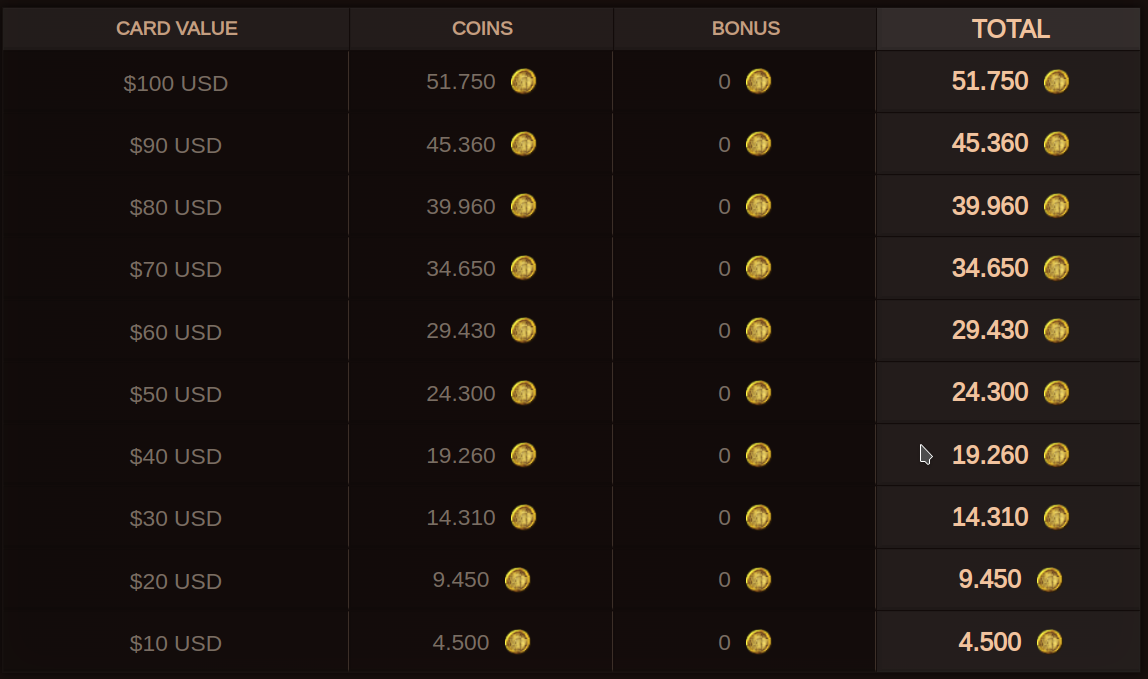 CARD VALUE COINS BONUS TOTAL
$100 USD 51.750 0 51.750
$90 USD 45.360 0 45.360
$80 USD 39.960 0 39.960
$70 USD 34.650 0 34.650
$60 USD 29.430 0 29.430
$50 USD 24.300 0 24.300
$40 USD 19.260 0 19.260
$30 USD 14.310 0 14.310
$20 USD 9.450 0 9.450
$10 USD 4.500 0 4.500